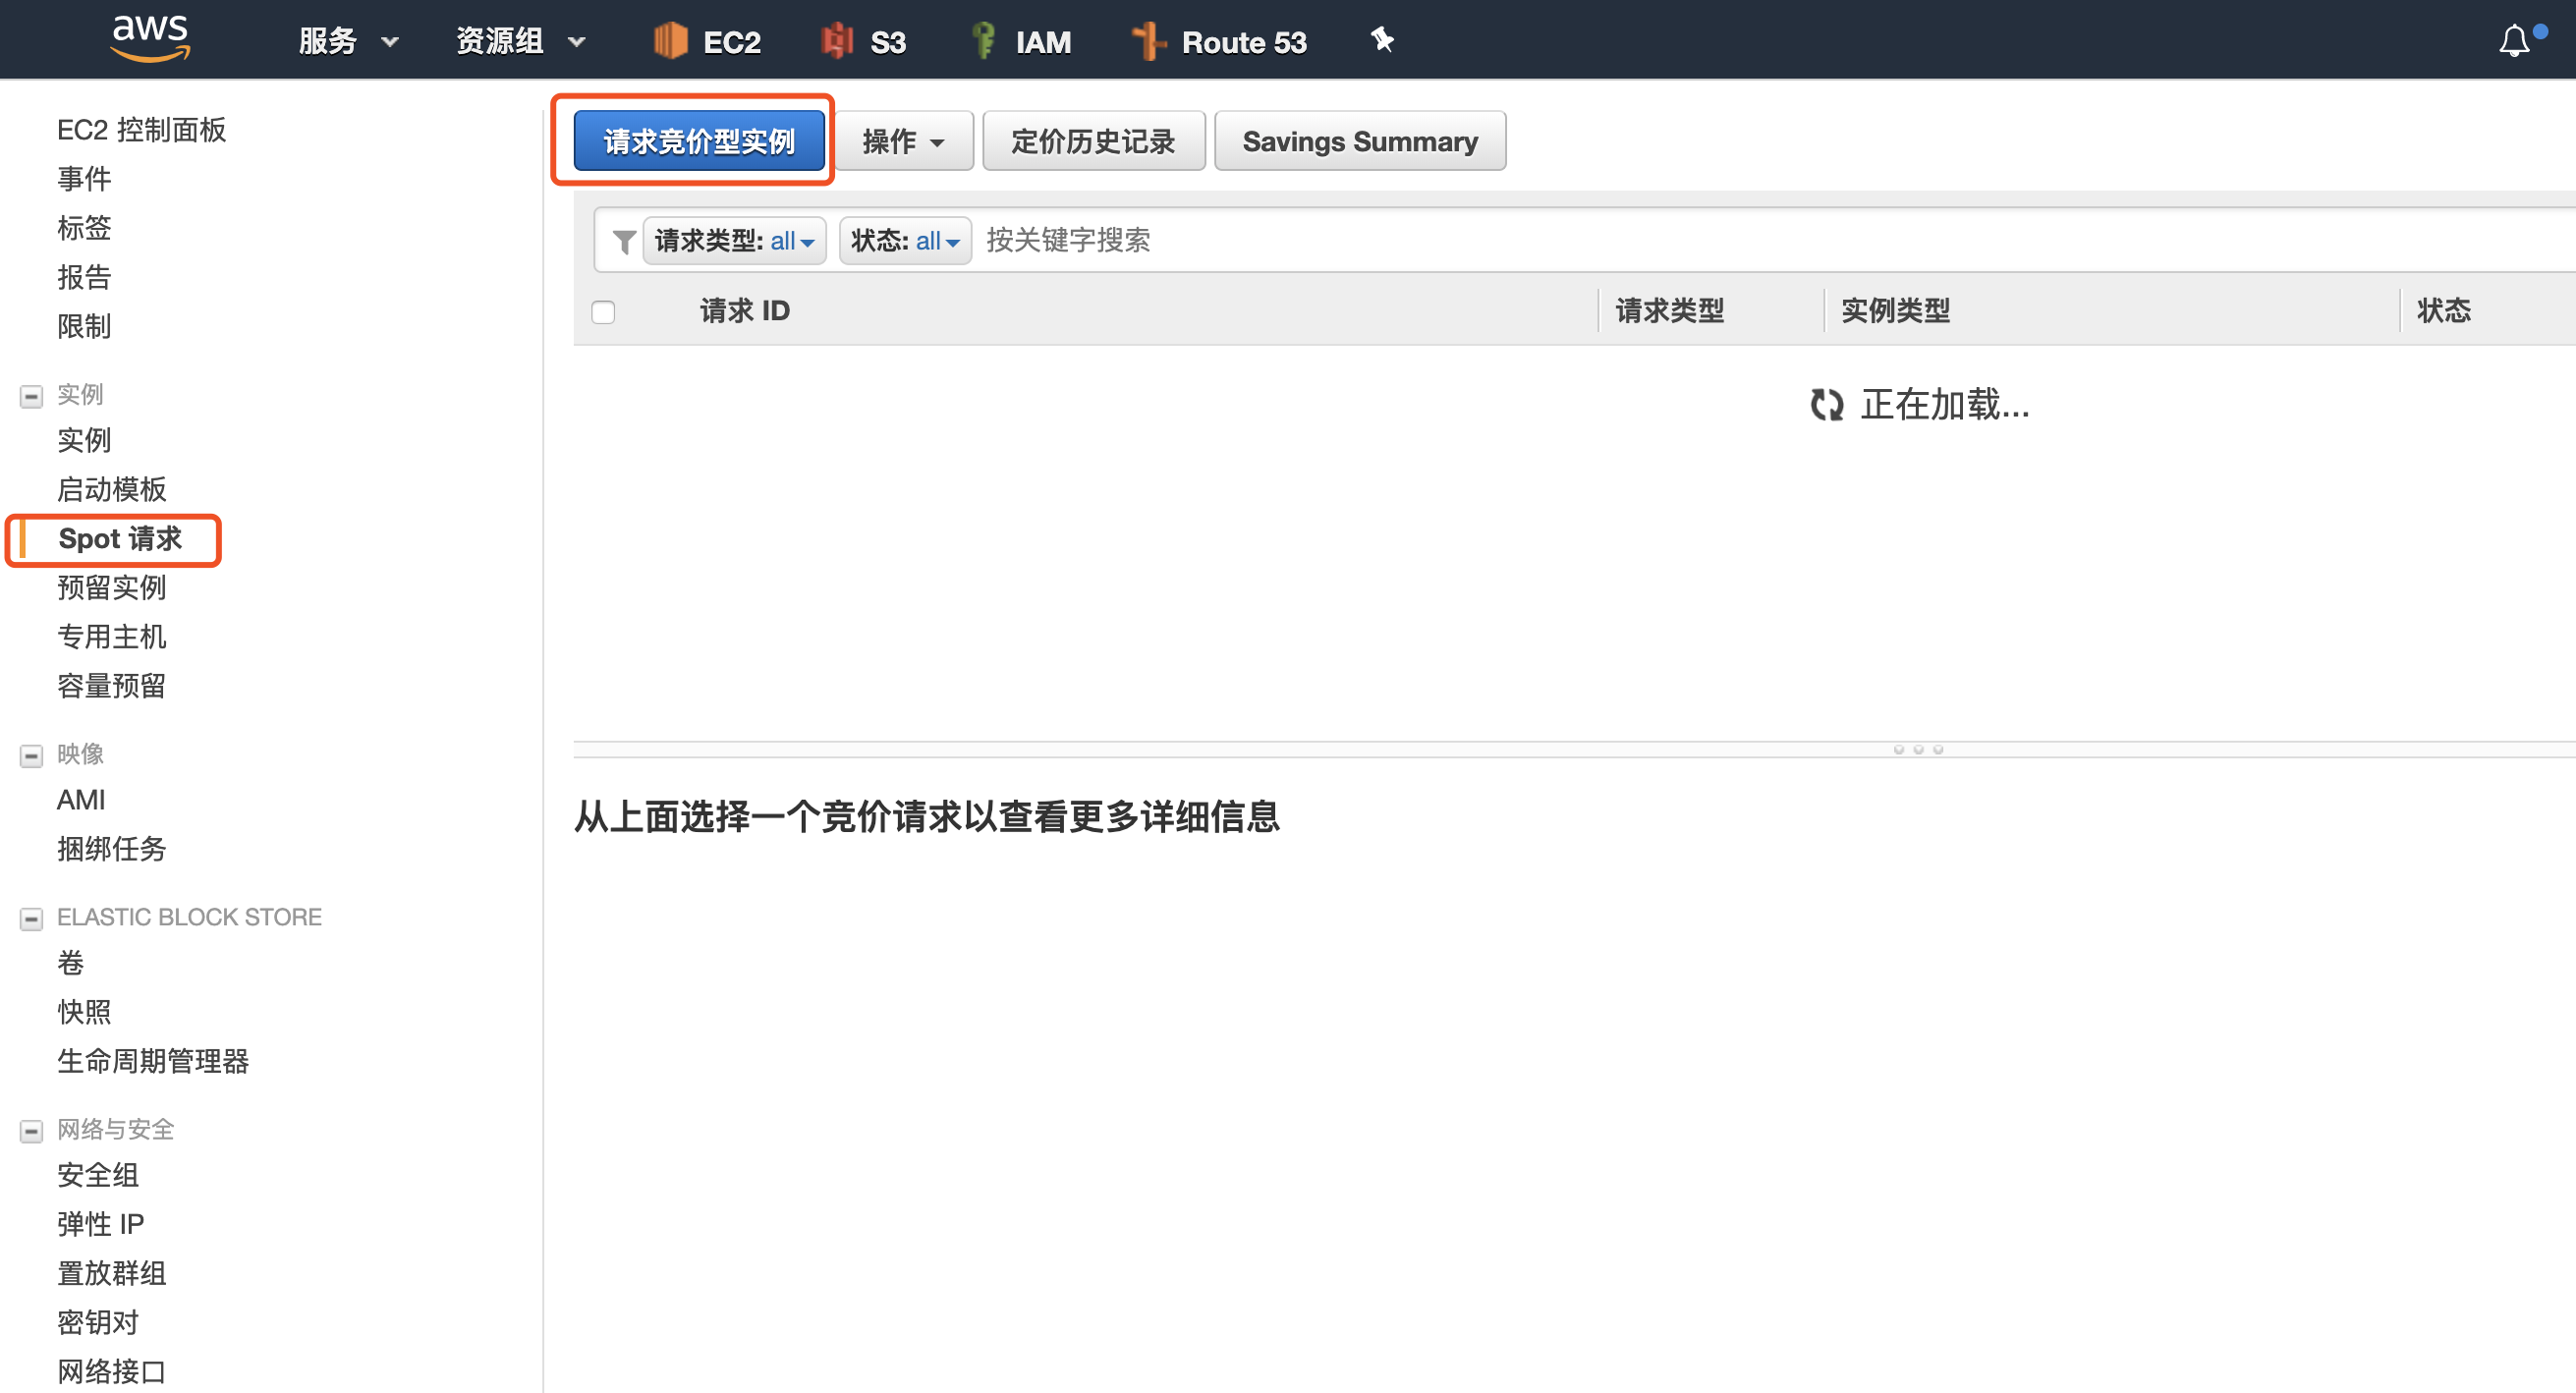 aws 服务 资源组 EC2 S3 IAM Route 53
EC2 控制面板
事件
标签
报告
限制
实例
实例
启动模板
Spot 请求
预留实例
专用主机
容量预留
映像
AMI
捆绑任务
ELASTIC BLOCK STORE
卷
快照
生命周期管理器
网络与安全
安全组
弹性 IP
置放群组
密钥对
网络接口
请求竞价型实例 操作 定价历史记录 Savings Summary
请求类型: all 状态: all 按关键字搜索
请求 ID 请求类型 实例类型 状态
正在加载...
从上面选择一个竞价请求以查看更多详细信息